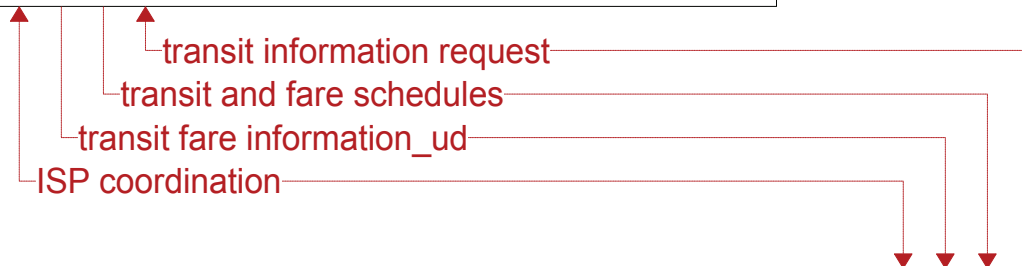 transit information request
transit and fare schedules
transit fare information_ud
ISP coordination